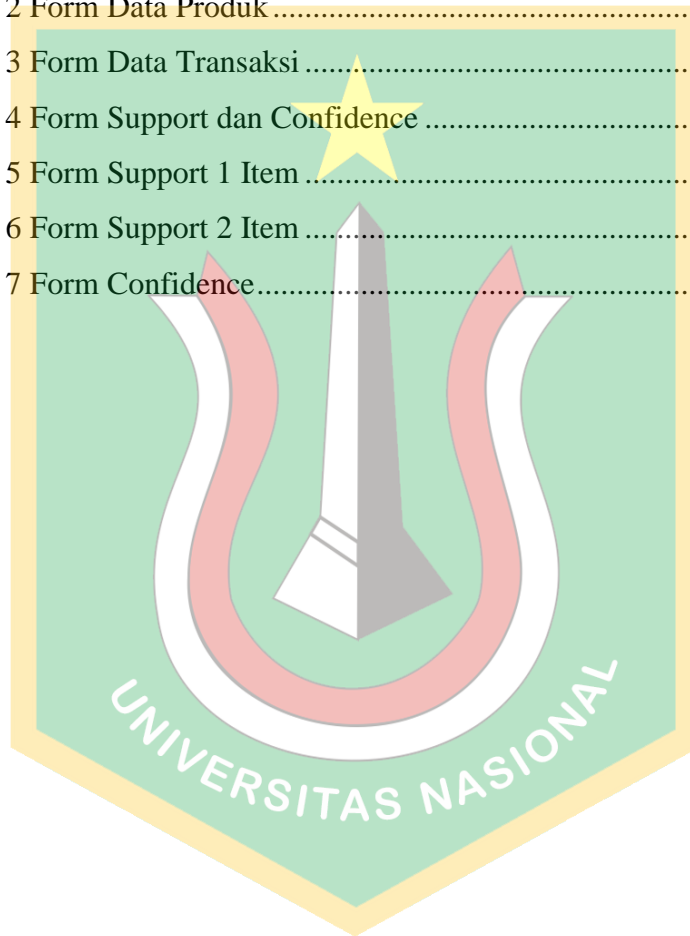 2 Form Data Produk......................................................
3 Form Data Transaksi..................................................
4 Form Support dan Confidence...................................
5 Form Support 1 Item..................................................
6 Form Support 2 Item..................................................
7 Form Confidence........................................................
UNIVERSITAS NASIONAL